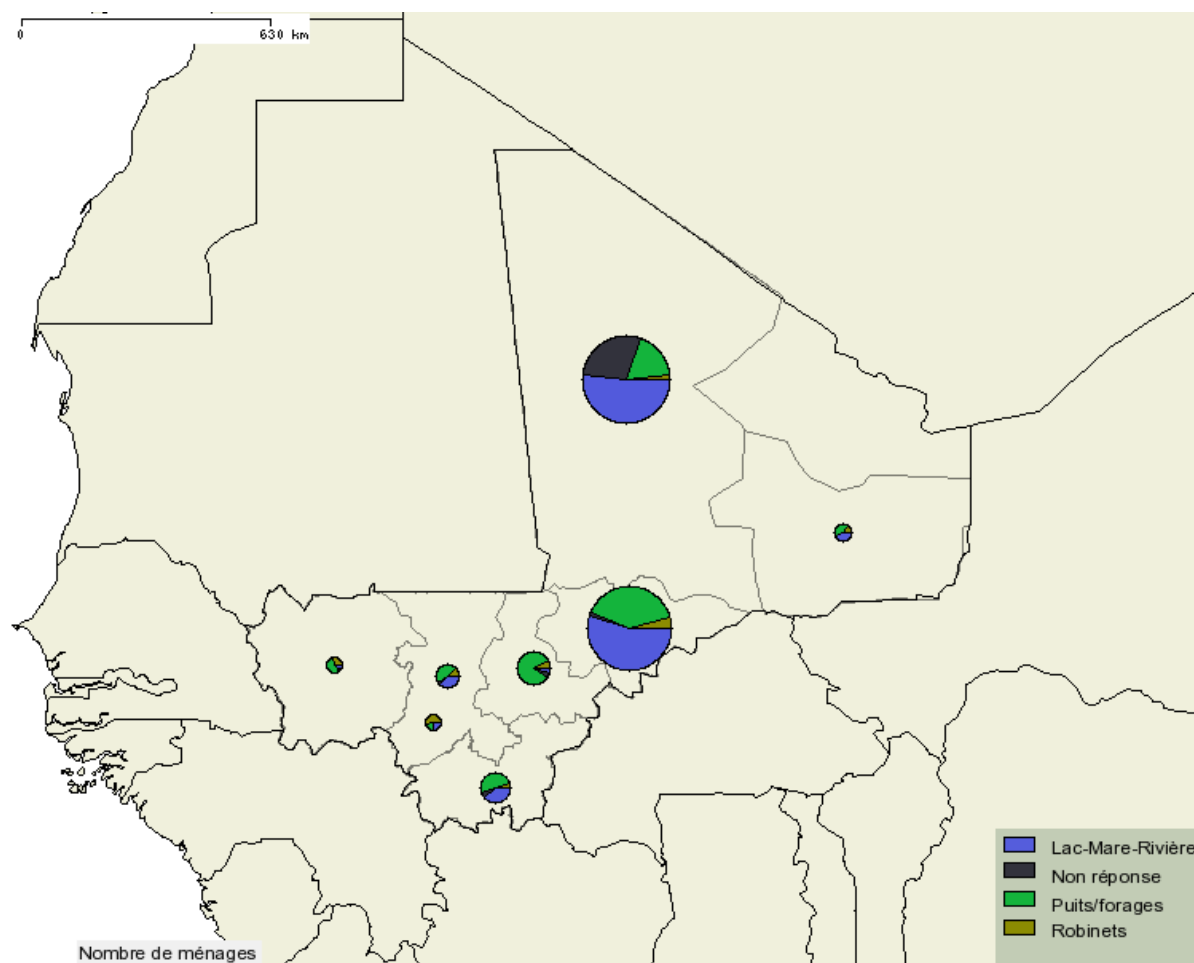 0 630 km
Lac-Mare-Rivière
Non réponse
Puits/forages
Robinets
Nombre de ménages